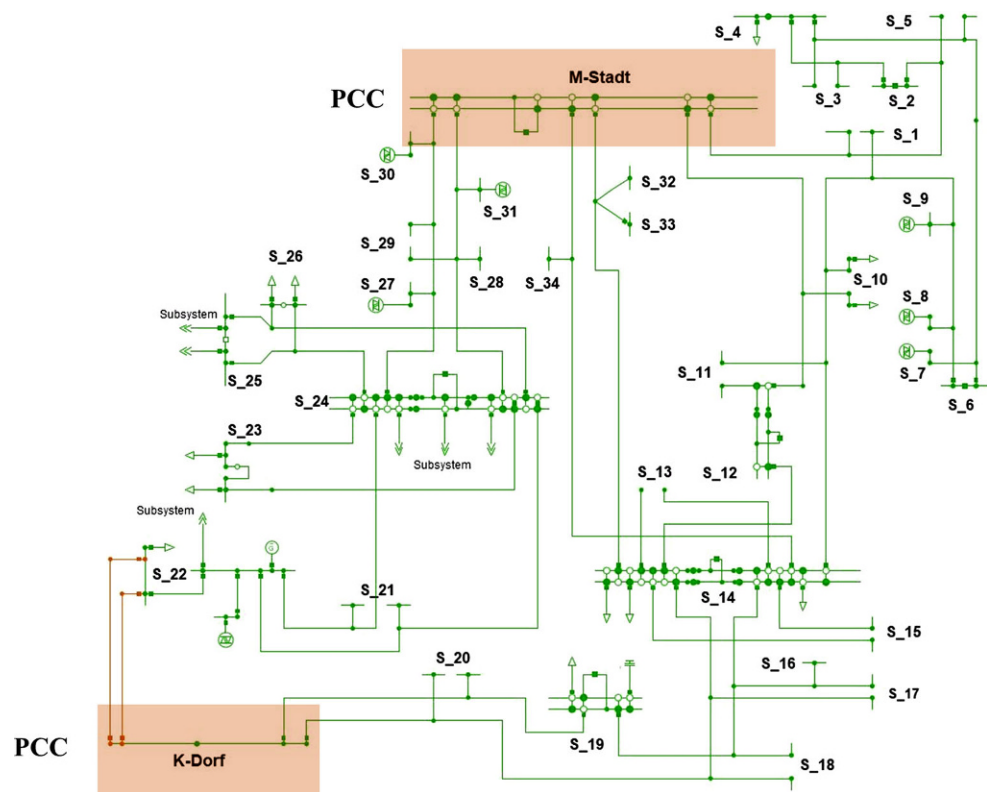 S_4
S_5
M-Stadt
PCC
S_3
S_2
S_1
S_30
S_32
S_31
S_33
S_9
S_29
S_26
S_27
S_28
S_34
S_10
S_8
Subsystem
S_7
S_25
S_11
S_24
S_6
S_23
Subsystem
S_13
S_12
Subsystem
G
S_22
S_21
S_14
S_15
S_20
S_16
S_17
PCC
K-Dorf
S_19
S_18